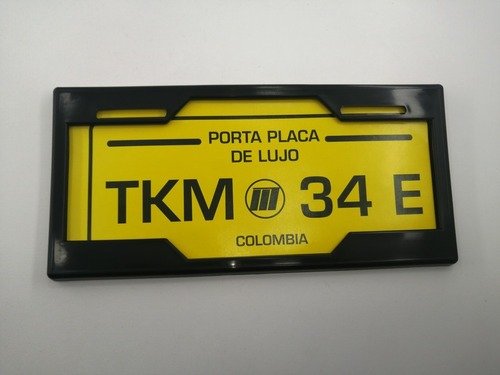 PORTA PLACA
DE LUJO
TKM 34 E
COLOMBIA